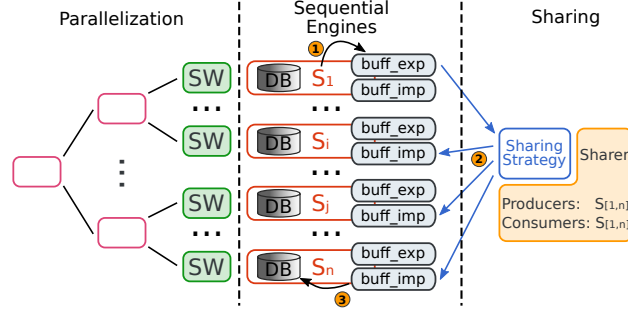 Parallelization
Sequential
Engines
Sharing
1
SW
DB
S1
buff_exp
buff_imp
...
...
...
SW
DB
Si
buff_exp
buff_imp
Sharing
Strategy
2
Sharer
...
...
...
SW
DB
Sj
buff_exp
buff_imp
Producers: S[1,n]
Consumers: S[1,n]
...
...
SW
DB
Sn
buff_exp
buff_imp
3